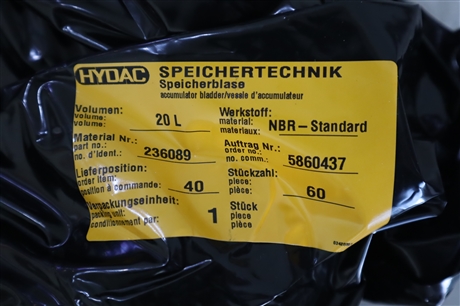 HYDAC SPEICHERTECHNIK
Speicherblase
accumulator bladder/vessie d'accumulateur
Volumen: 20 L Werkstoff: NBR-Standard
volume: material:
volume: materiaux:
Material Nr.: 236089 Auftrag Nr.: 5860437
part no.: order no.:
no. d'ident.: no. comm.:
Lieferposition: 40 Stückzahl: 60
order item: piece
position à commande: pièce
Verpackungseinheit: 1 Stück
packing unit: piece
conditionnement par: pièce